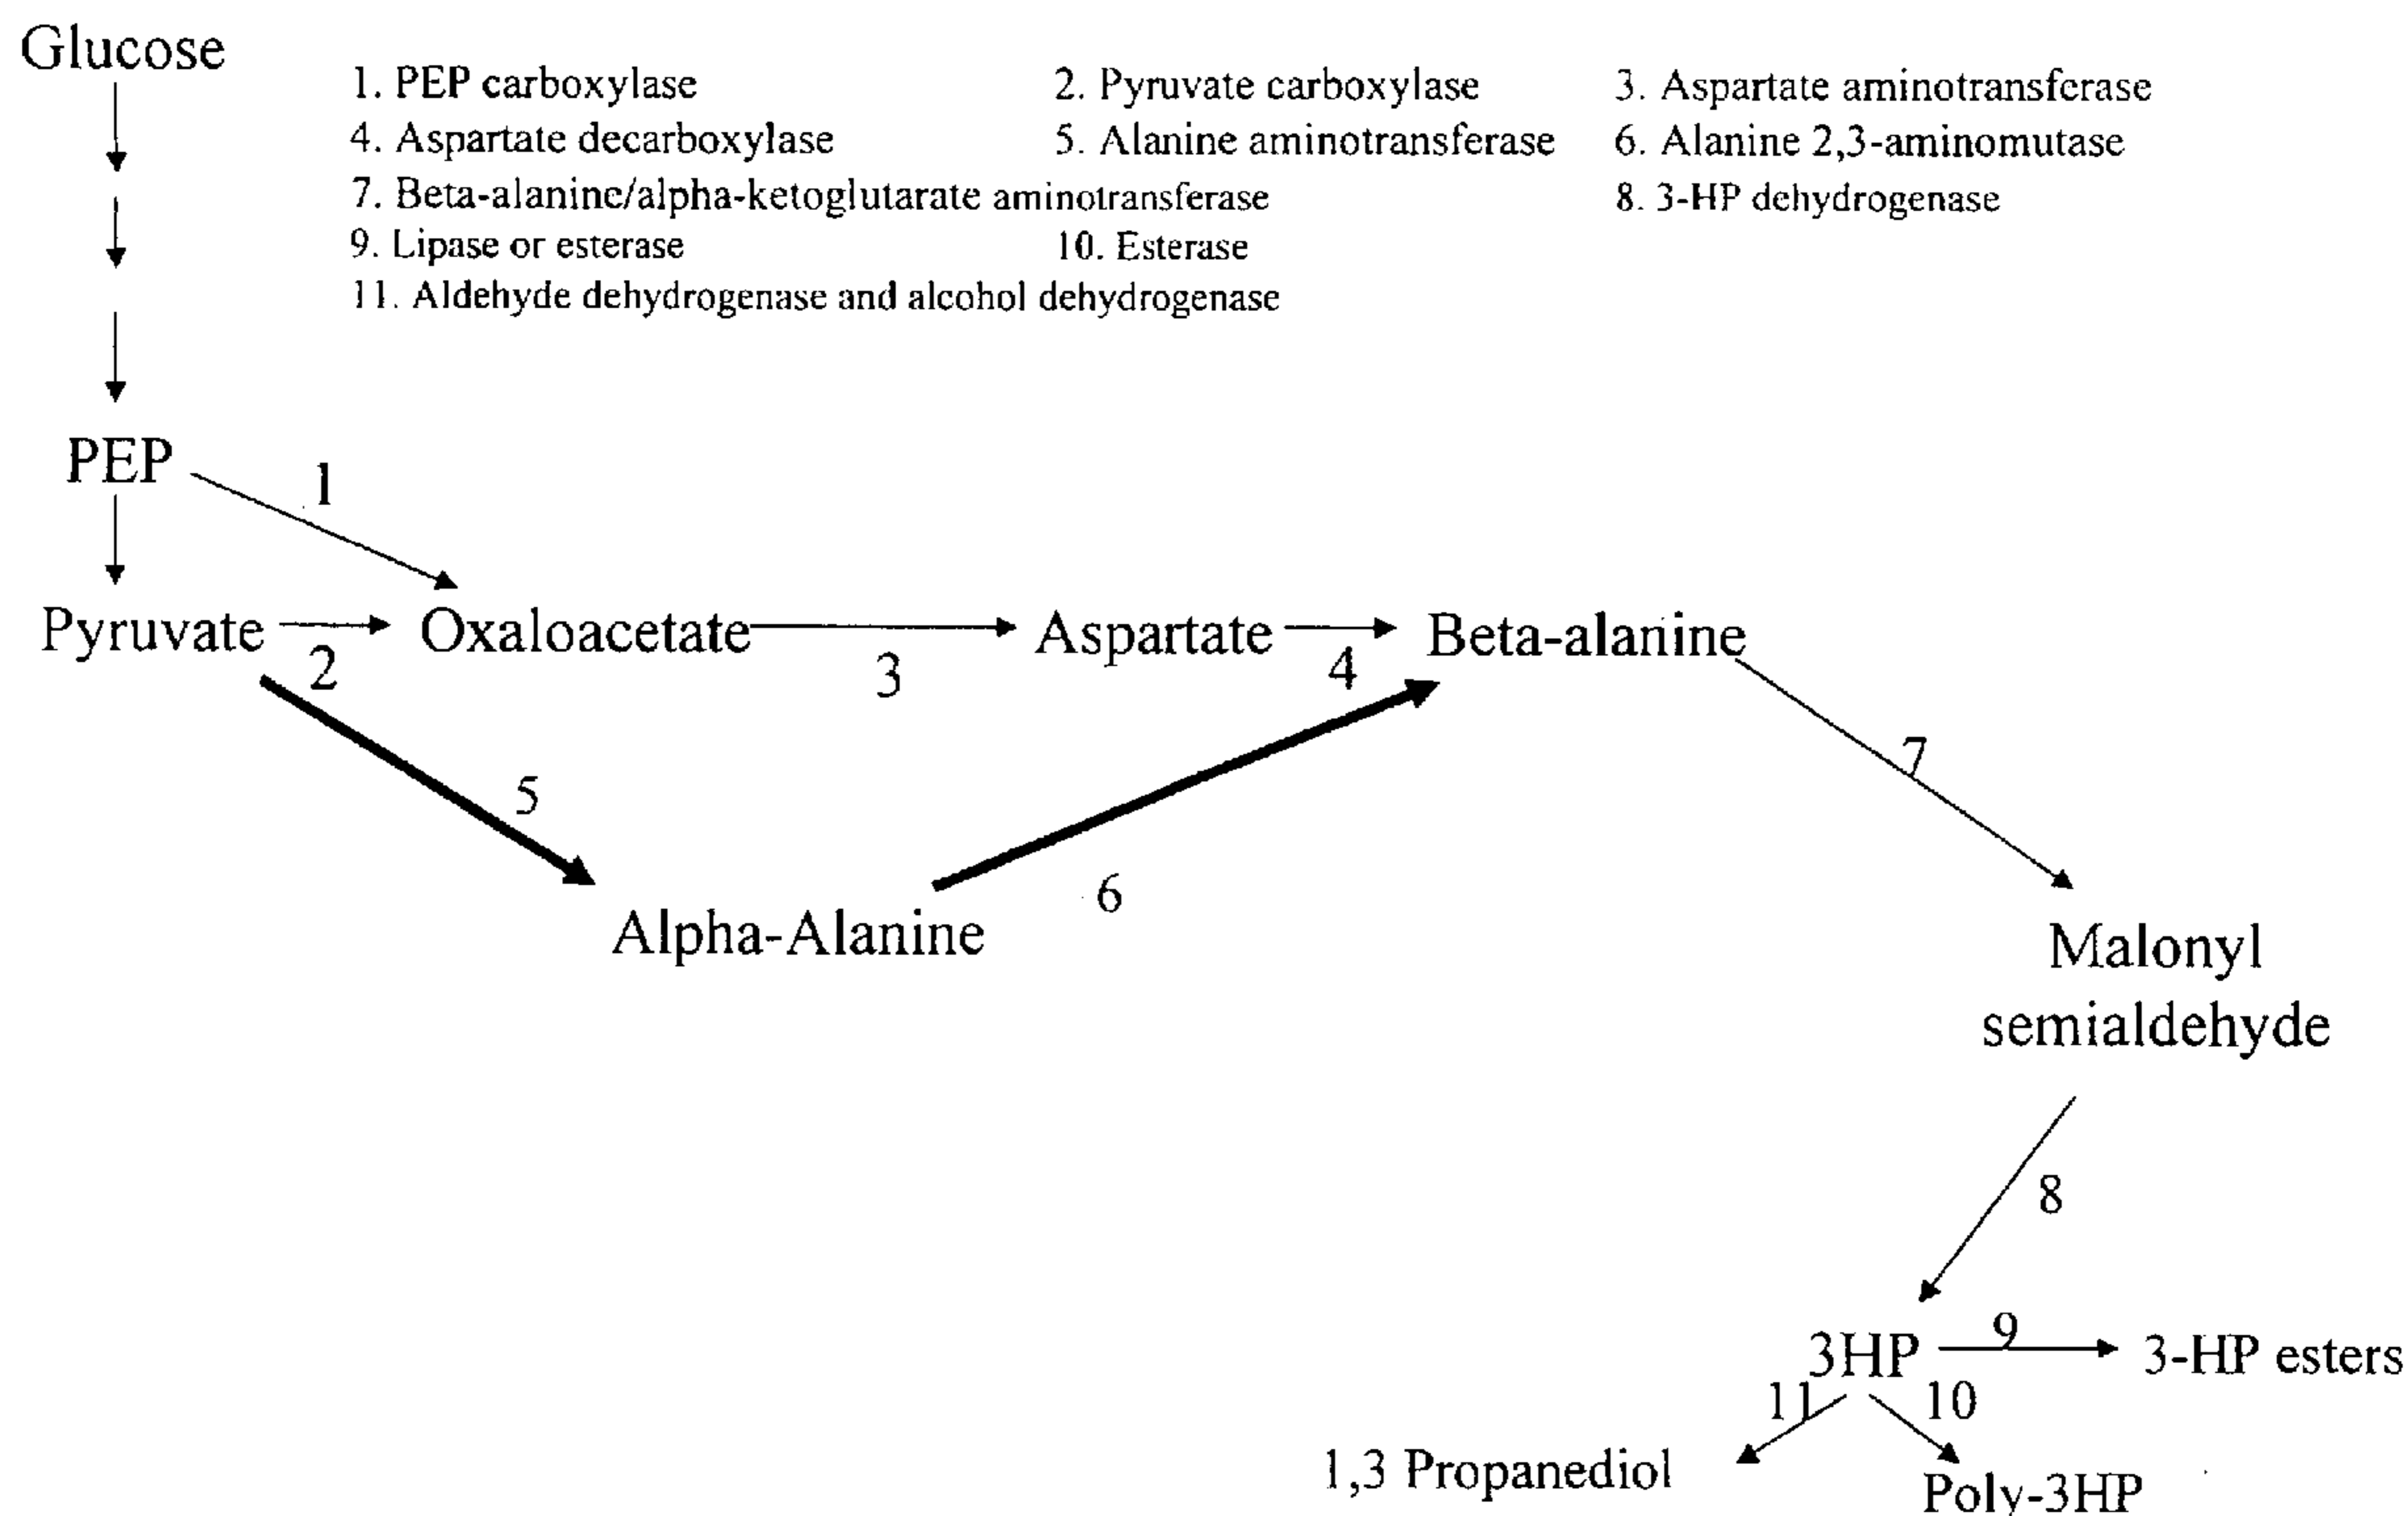 Glucose
1. PEP carboxylase 2. Pyruvate carboxylase 3. Aspartate aminotransferase
4. Aspartate decarboxylase 5. Alanine aminotransferase 6. Alanine 2,3-aminomutase
7. Beta-alanine/alpha-ketoglutarate aminotransferase 8. 3-HP dehydrogenase
9. Lipase or esterase 10. Esterase
11. Aldehyde dehydrogenase and alcohol dehydrogenase
PEP
1
Pyruvate Oxaloacetate Aspartate Beta-alanine
2 3 4
7
5
6
Alpha-Alanine
Malonyl
semialdehyde
8
9
3HP 3-HP esters
11 10
1,3 Propanediol
Poly-3HP